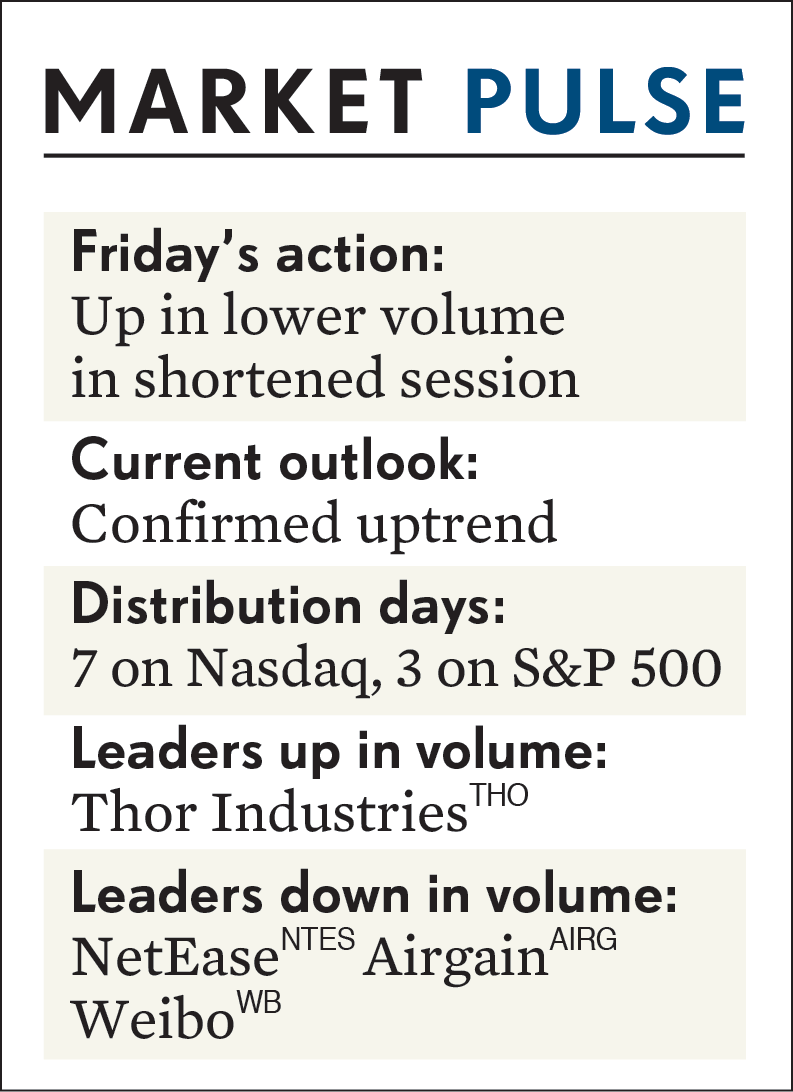 MARKET PULSE
Friday’s action:
Up in lower volume
in shortened session
Current outlook:
Confirmed uptrend
Distribution days:
7 on Nasdaq, 3 on S&P 500
Leaders up in volume:
Thor Industries THO
Leaders down in volume:
NetEase NTES Airgain AIRG
Weibo WB